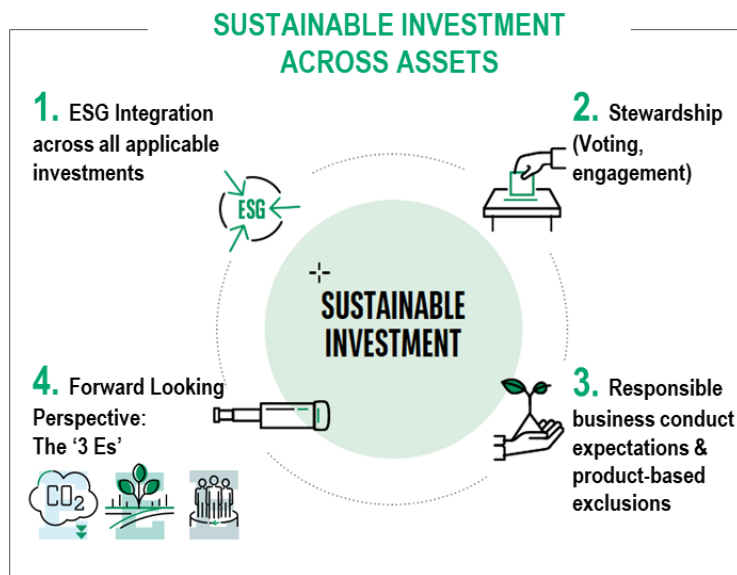 SUSTAINABLE INVESTMENT
ACROSS ASSETS
1. ESG Integration
across all applicable
investments
ESG
2. Stewardship
(Voting,
engagement)
SUSTAINABLE
INVESTMENT
4. Forward Looking
Perspective:
The ‘3 Es’
CO2
3. Responsible
business conduct
expectations &
product-based
exclusions